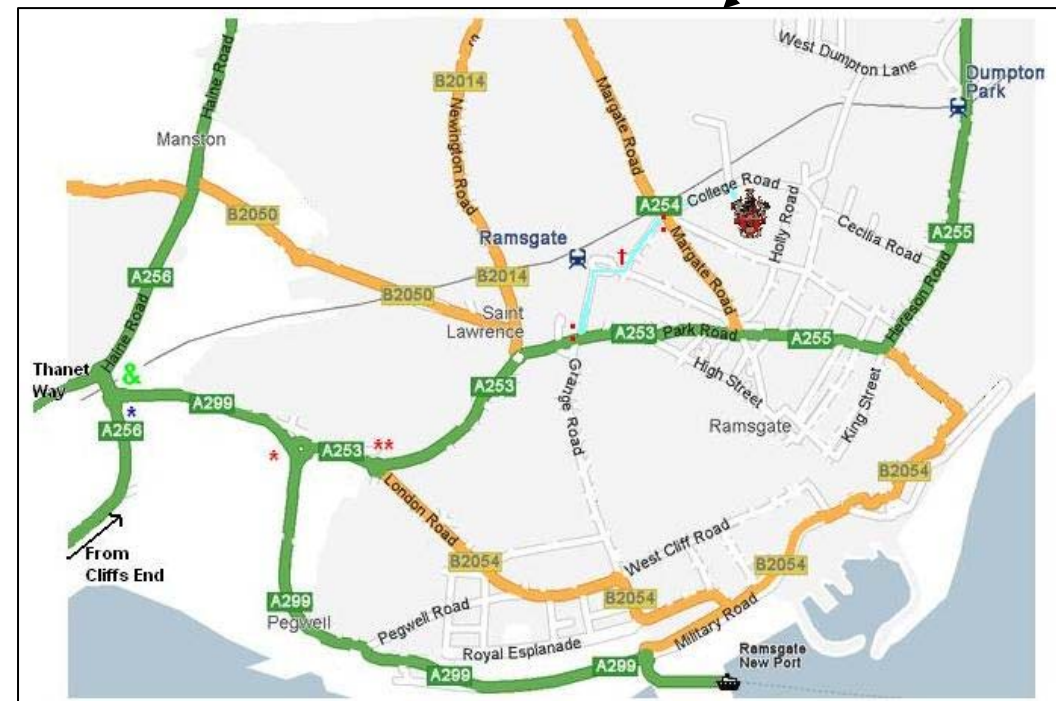 West Dumpton Lane
Dumpton
Park
Haine Road
B2014
Newington Road
Margate Road
Manston
College Road
A254
B2050
Holly Road
Cecilia Road
Ramsgate
†
Margate Road
A255
A256
B2014
B2050
Haine Road
Saint
Lawrence
Hereson Road
A253
Park Road
A255
Thanet
Way
&
A253
Grange Road
High Street
King Street
A299
*
A256
Ramsgate
*
A253
**
B2054
London Road
From
Cliffs End
West Cliff Road
B2054
B2054
A299
B2054
Pegwell
Pegwell Road
Military Road
Royal Esplanade
Ramsgate
New Port
A299
A299